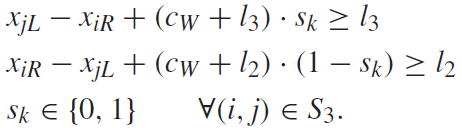 x_{jL} − x_{iR} + (c_W + l_3) · s_k ≥ l_3
x_{iR} − x_{jL} + (c_W + l_2) · (1 − s_k) ≥ l_2
s_k ∈ {0, 1} ∀(i, j) ∈ S_3.